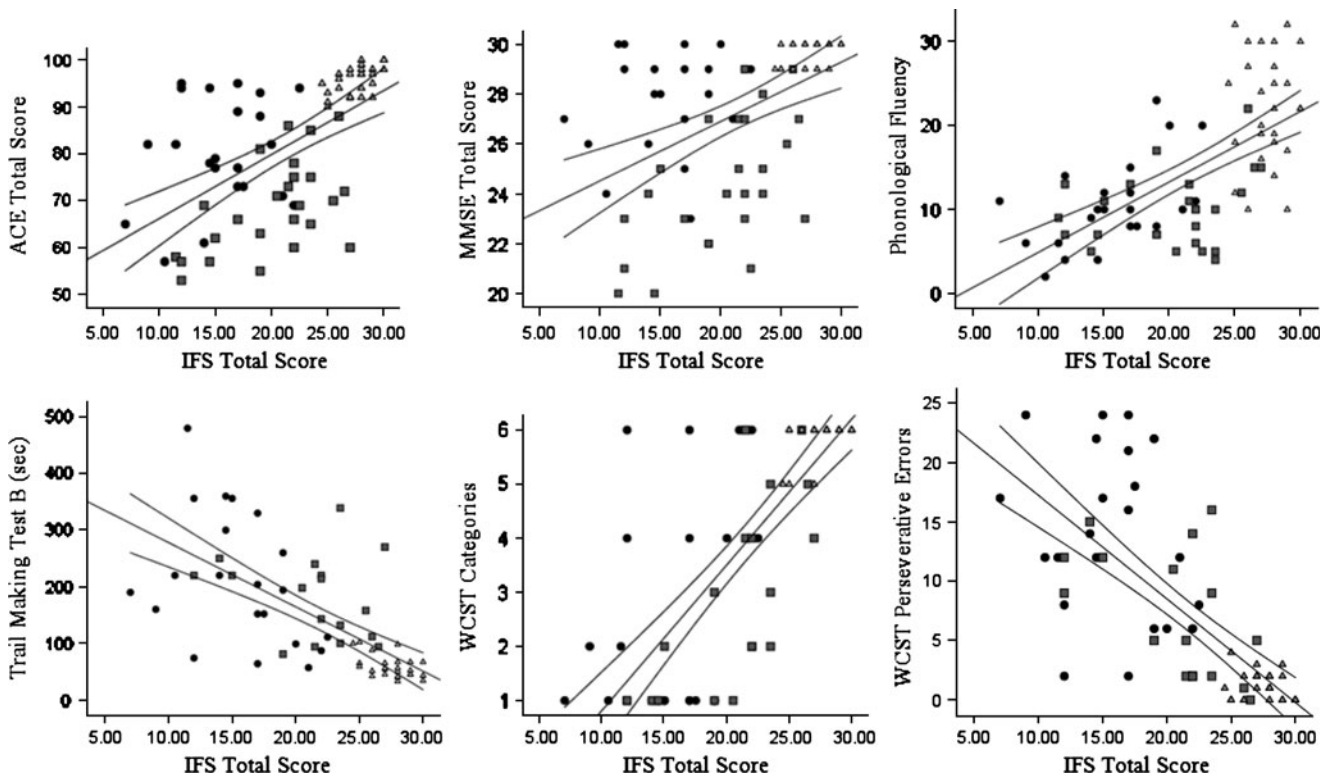 ACE Total Score
100
90
80
70
60
50
5.00 10.00 15.00 20.00 25.00 30.00
IFS Total Score
MMSE Total Score
30
28
26
24
22
20
5.00 10.00 15.00 20.00 25.00 30.00
IFS Total Score
Phonological Fluency
30
20
10
0
5.00 10.00 15.00 20.00 25.00 30.00
IFS Total Score
Trail Making Test B (sec)
500
400
300
200
100
0
5.00 10.00 15.00 20.00 25.00 30.00
IFS Total Score
WCST Categories
6
5
4
3
2
1
5.00 10.00 15.00 20.00 25.00 30.00
IFS Total Score
WCST Perseverative Errors
25
20
15
10
5
0
5.00 10.00 15.00 20.00 25.00 30.00
IFS Total Score